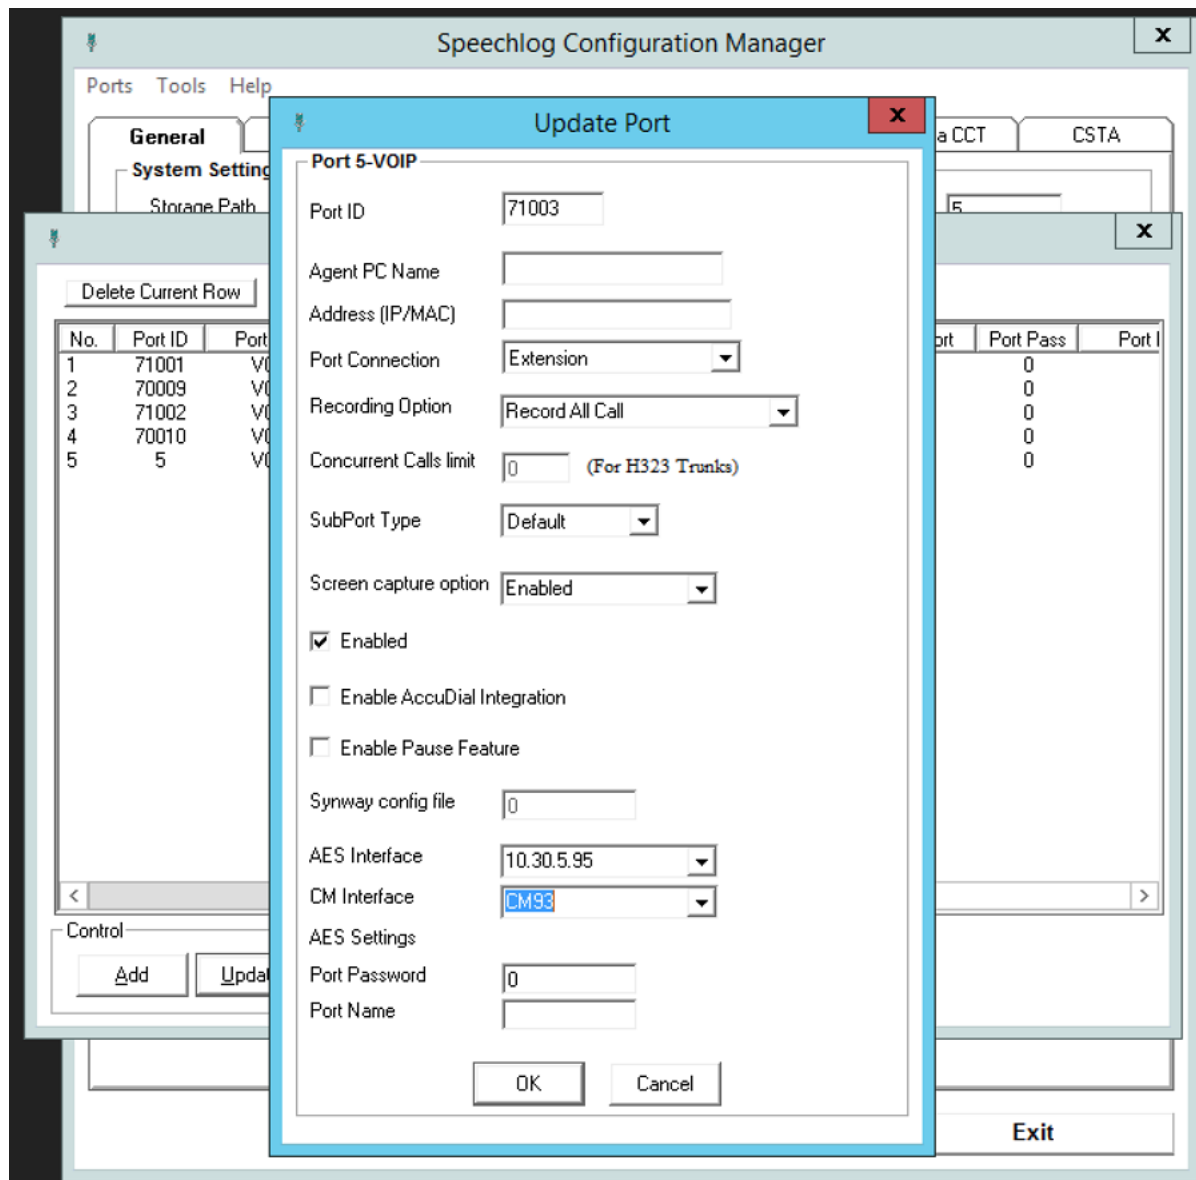 Speechlog Configuration Manager
x
Ports Tools Help
General
a CCT
CSTA
System Setting
Storage Path
5
x
Delete Current Row
No. Port ID Port ort Port Pass Port
1 71001 0
2 70009 0
3 71002 0
4 70010 0
5 5 0
Control
Add
Updat
Exit
Update Port
x
Port 5-VOIP
Port ID 71003
Agent PC Name
Address (IP/MAC)
Port Connection Extension
Recording Option Record All Call
Concurrent Calls limit 0 (For H323 Trunks)
SubPort Type Default
Screen capture option Enabled
Enabled
Enable AccuDial Integration
Enable Pause Feature
Synway config file 0
AES Interface 10.30.5.95
CM Interface CM93
AES Settings
Port Password 0
Port Name
OK Cancel